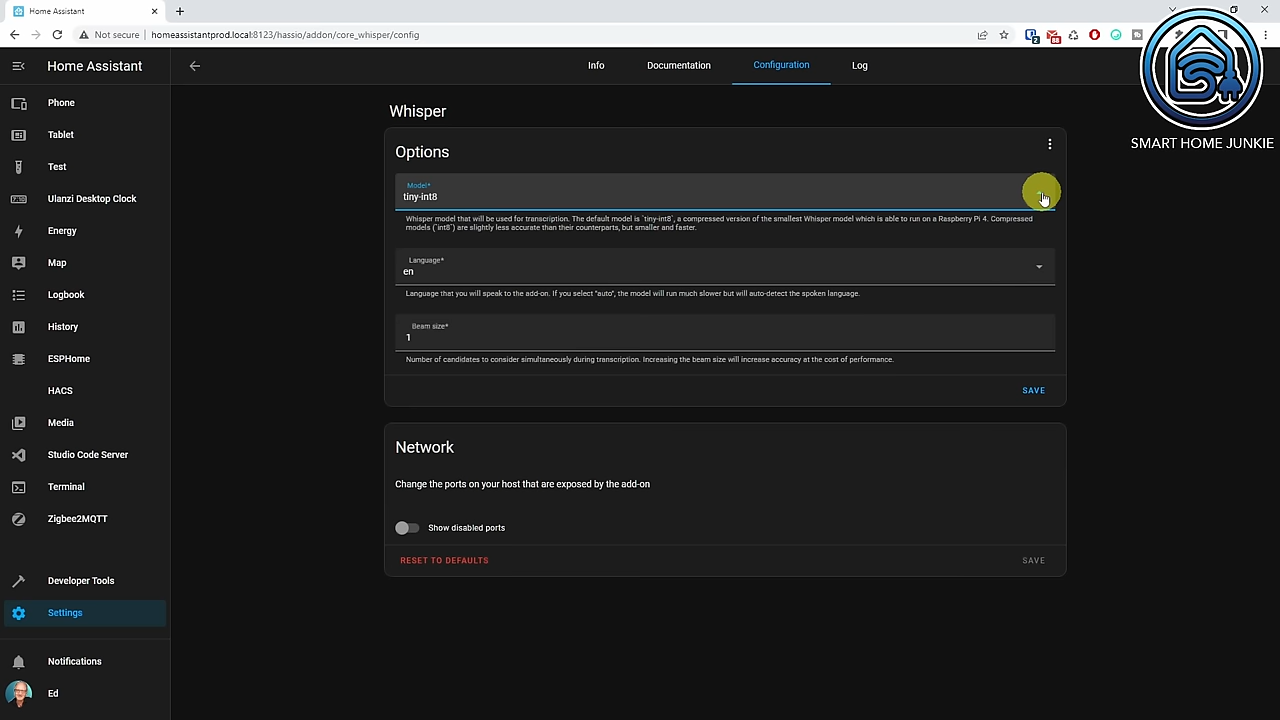 Home Assistant
Not secure | homeassistantprod.local:8123/hassio/addon/core_whisper/config
2
88
SMART HOME JUNKIE
Home Assistant
Info
Documentation
Configuration
Log
Phone
Tablet
Test
Ulanzi Desktop Clock
Energy
Map
Logbook
History
ESPHome
HACS
Media
Studio Code Server
Terminal
Zigbee2MQTT
Developer Tools
Settings
Notifications
Ed
Whisper
Options
Model*
tiny-int8
Whisper model that will be used for transcription. The default model is `tiny-int8`, a compressed version of the smallest Whisper model which is able to run on a Raspberry Pi 4. Compressed
models (`int8`) are slightly less accurate than their counterparts, but smaller and faster.
Language*
en
Language that you will speak to the add-on. If you select "auto", the model will run much slower but will auto-detect the spoken language.
Beam size*
1
Number of candidates to consider simultaneously during transcription. Increasing the beam size will increase accuracy at the cost of performance.
SAVE
Network
Change the ports on your host that are exposed by the add-on
Show disabled ports
RESET TO DEFAULTS
SAVE